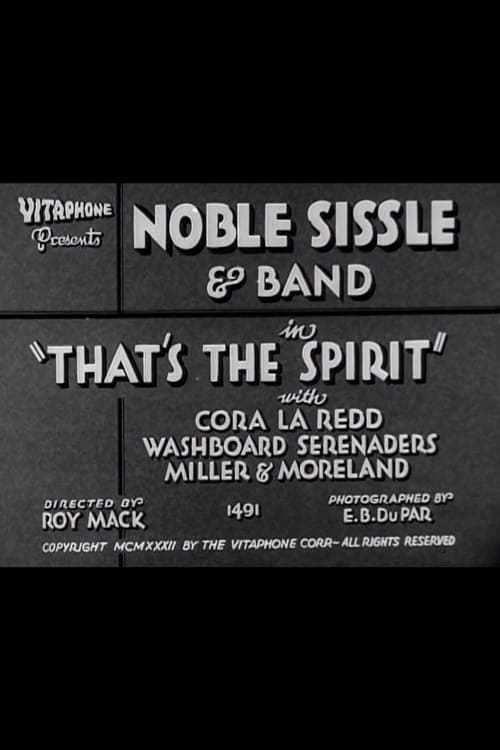 VITAPHONE
Presents
NOBLE SISSLE
& BAND
in
"THAT'S THE SPIRIT"
with
CORA LA REDD
WASHBOARD SERENADERS
MILLER & MORELAND
DIRECTED BY
ROY MACK
1491
PHOTOGRAPHED BY
E.B. DU PAR
COPYRIGHT MCMXXXII BY THE VITAPHONE CORP~ALL RIGHTS RESERVED